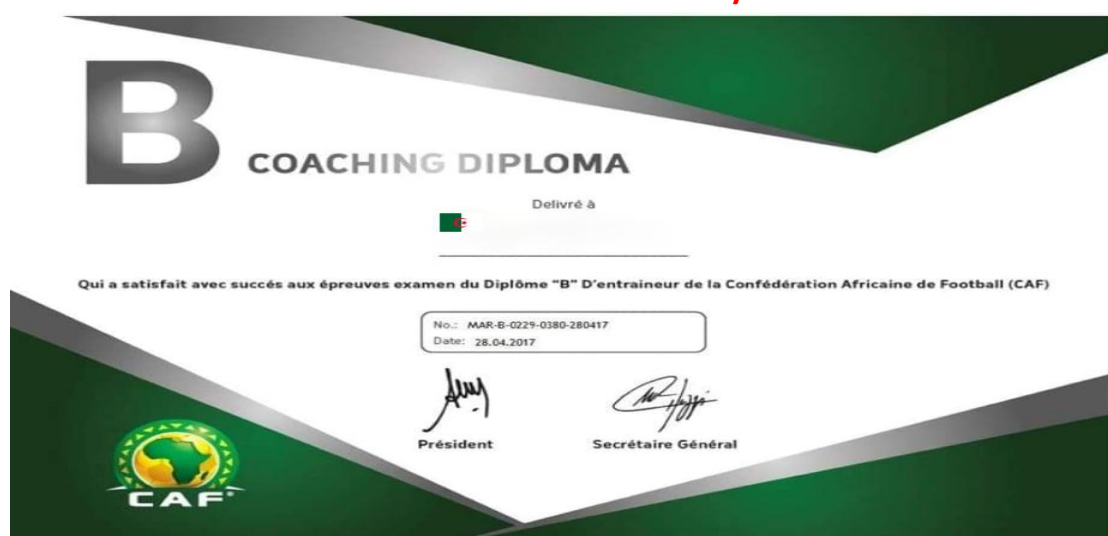 B
COACHING DIPLOMA
Delivré à
Qui a satisfait avec succés aux épreuves examen du Diplôme "B" D'entraineur de la Confédération Africaine de Football (CAF)
No.: MAR-B-0229-0380-280417
Date: 28.04.2017
Président
Secrétaire Général
CAF